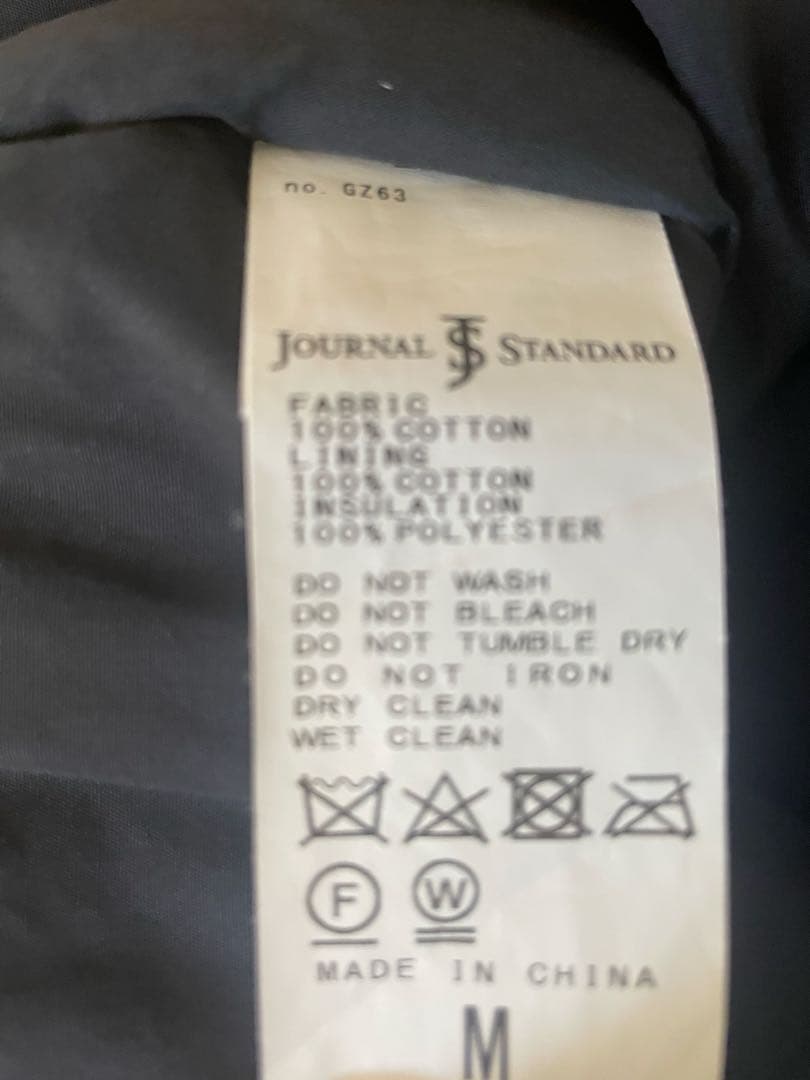 no. GZ63
JOURNAL JS STANDARD
FABRIC
100% COTTON
LINING
100% COTTON
INSULATION
100% POLYESTER
DO NOT WASH
DO NOT BLEACH
DO NOT TUMBLE DRY
DO NOT IRON
DRY CLEAN
WET CLEAN
F W
MADE IN CHINA
M